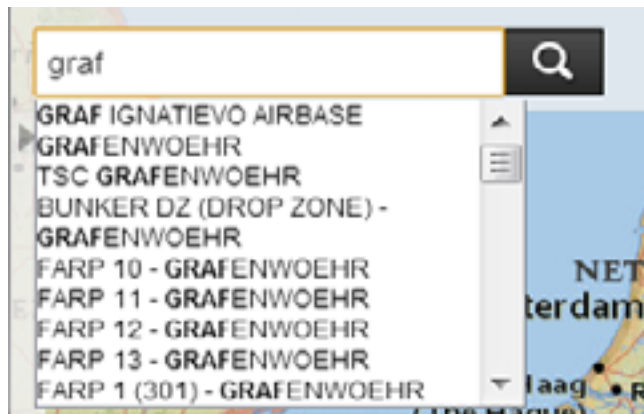 graf
GRAF IGNATIEVO AIRBASE
GRAFENWOEHR
TSC GRAFENWOEHR
BUNKER DZ (DROP ZONE) -
GRAFENWOEHR
FARP 10 - GRAFENWOEHR
FARP 11 - GRAFENWOEHR
FARP 12 - GRAFENWOEHR
FARP 13 - GRAFENWOEHR
FARP 1 (301) - GRAFENWOEHR
NET
terdam
Haag
(The Hague)